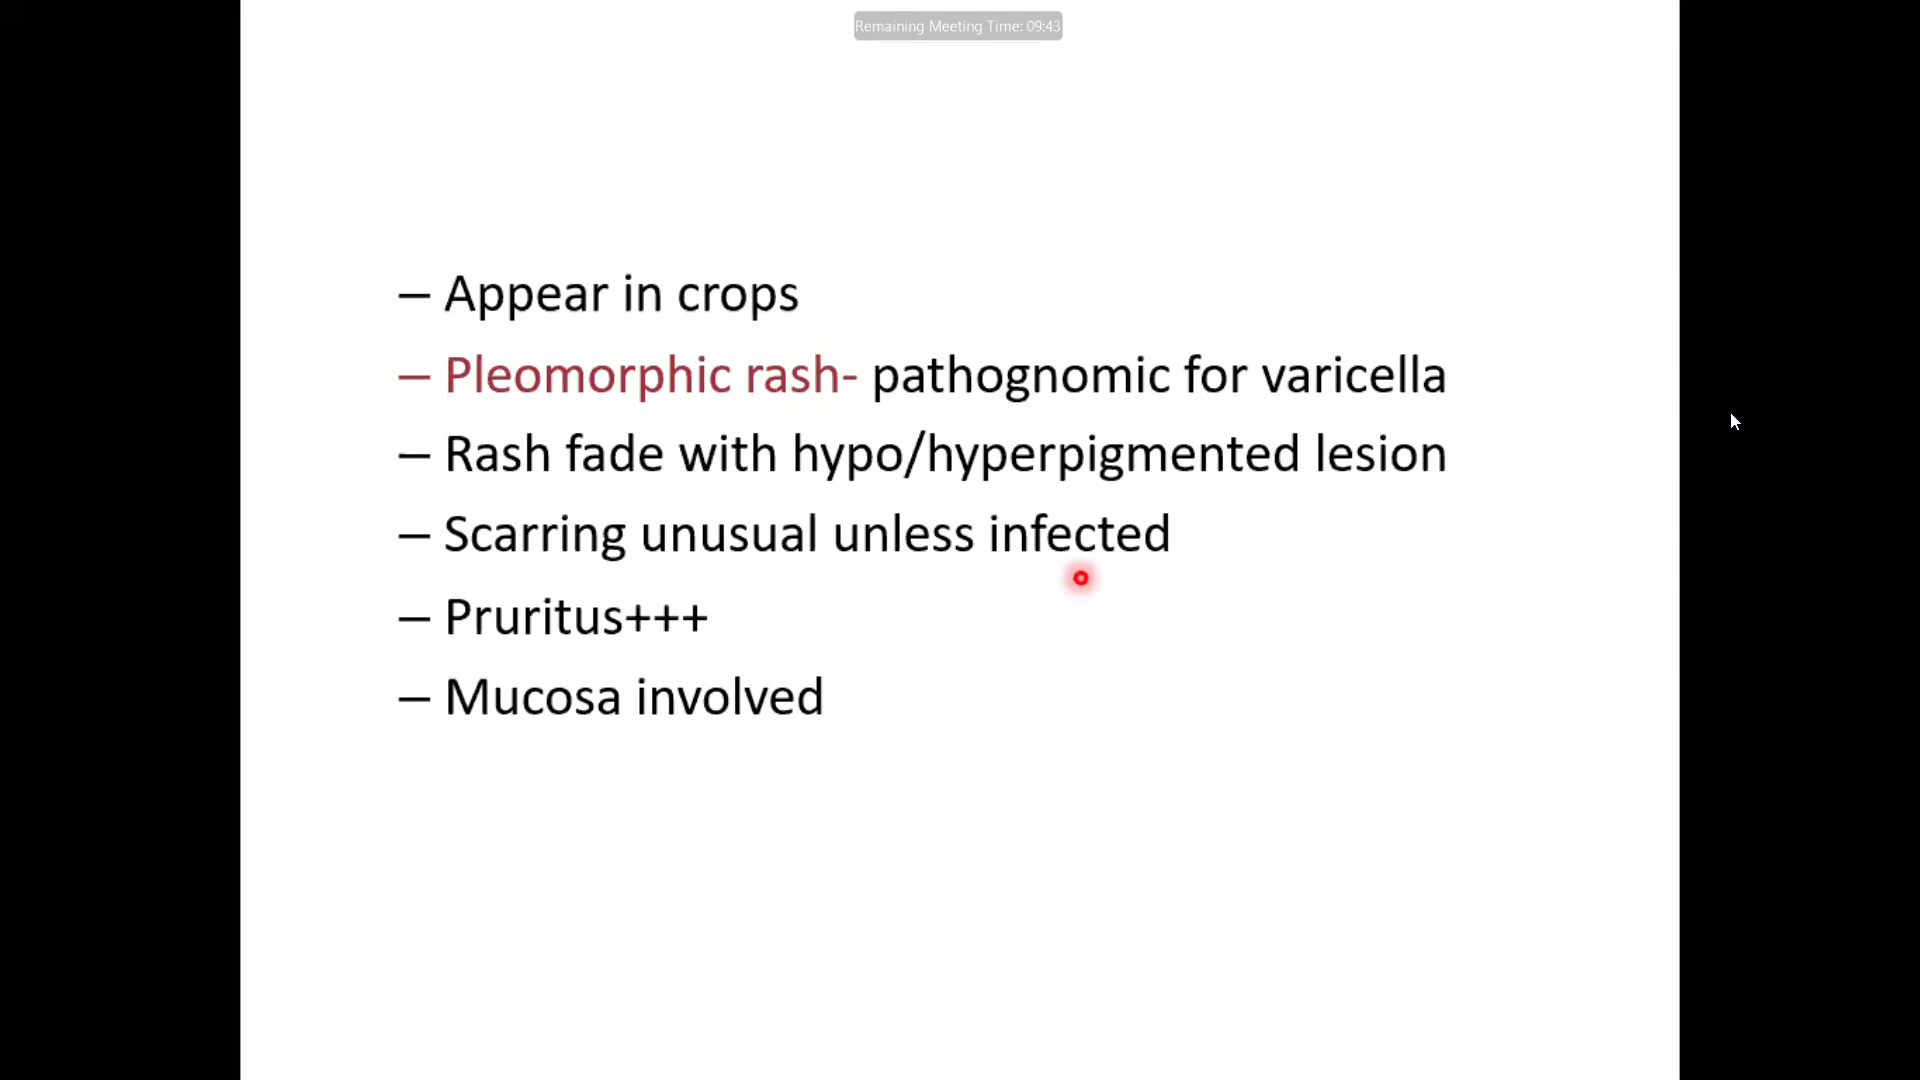 Remaining Meeting Time: 09:43
– Appear in crops
– Pleomorphic rash- pathognomic for varicella
– Rash fade with hypo/hyperpigmented lesion
– Scarring unusual unless infected
– Pruritus+++
– Mucosa involved